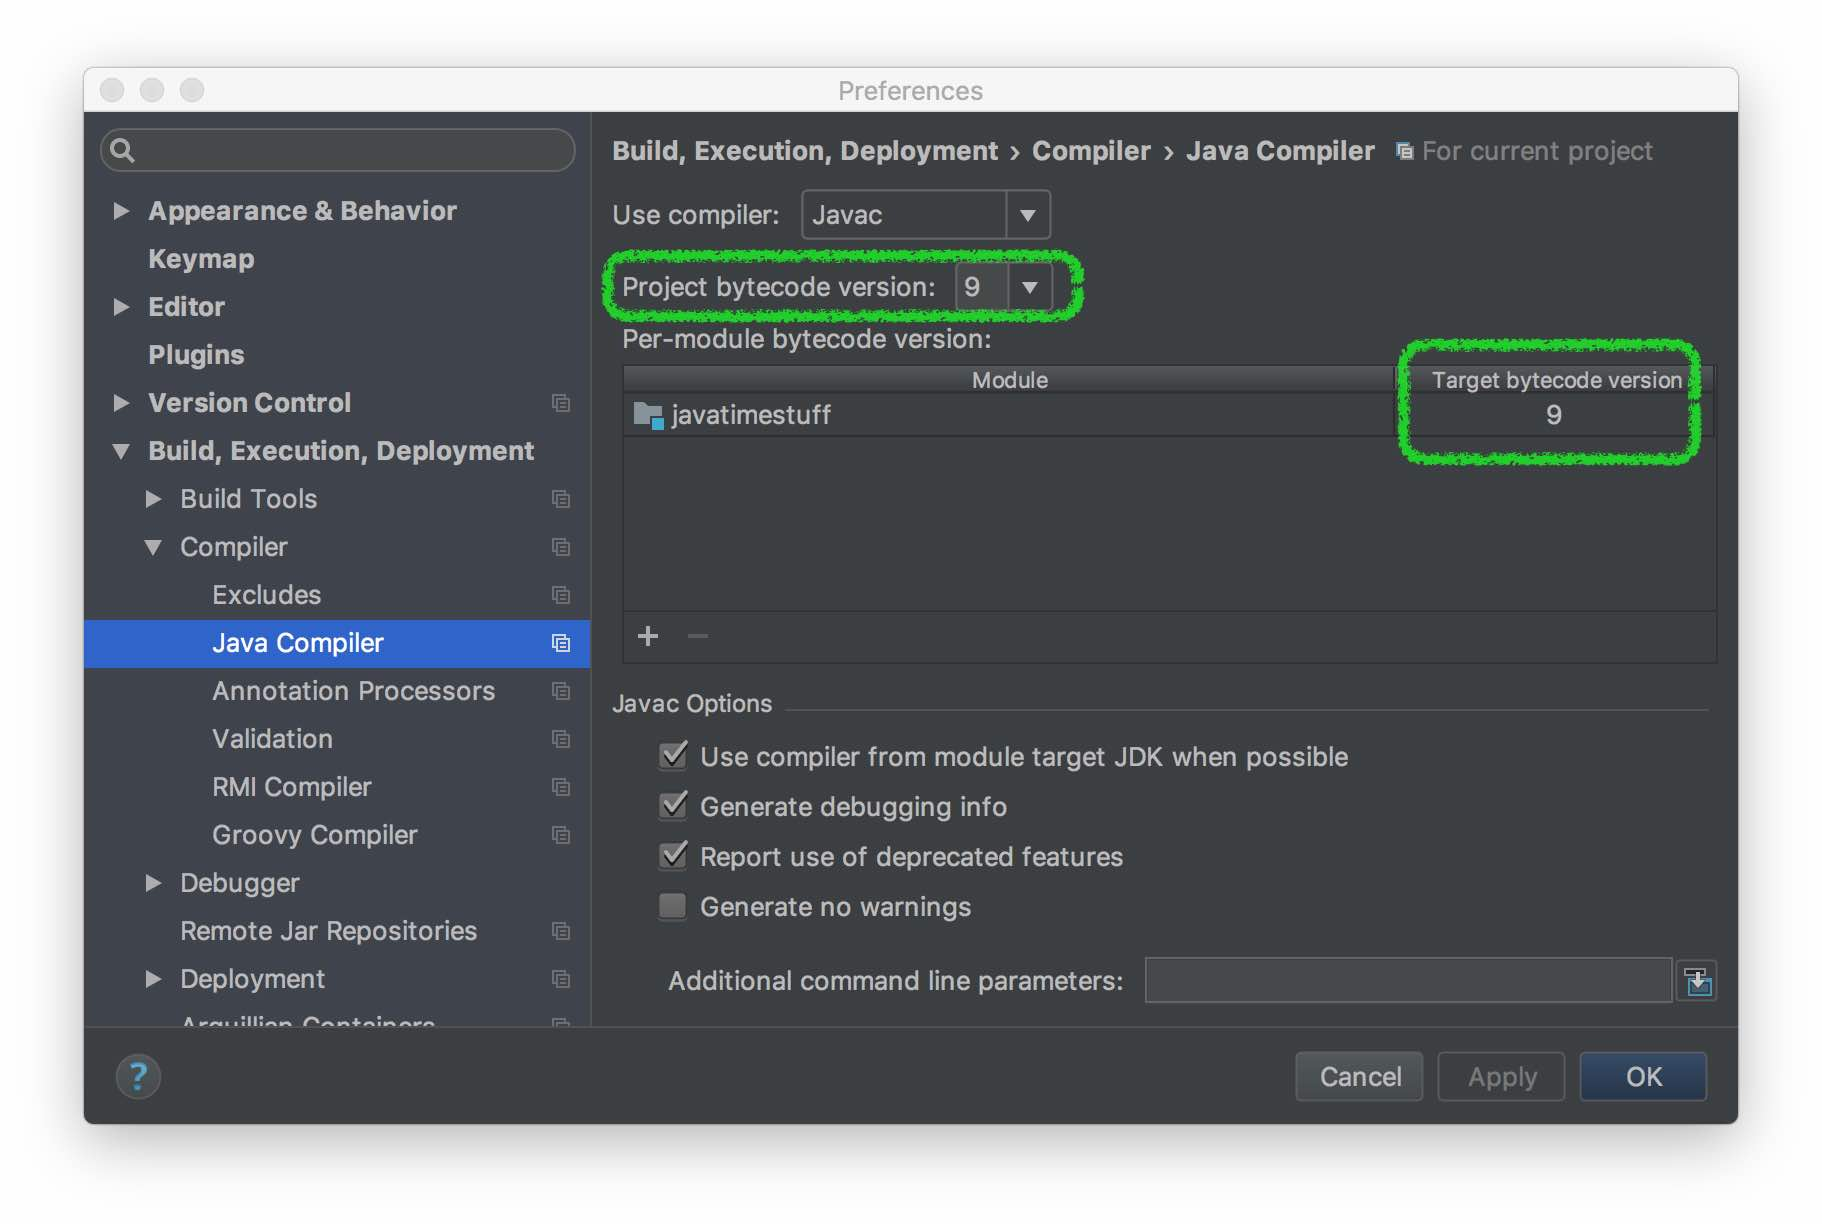 Preferences
Appearance & Behavior
Keymap
Editor
Plugins
Version Control
Build, Execution, Deployment
Build Tools
Compiler
Excludes
Java Compiler
Annotation Processors
Validation
RMI Compiler
Groovy Compiler
Debugger
Remote Jar Repositories
Deployment
Arquillian Containers
Build, Execution, Deployment › Compiler › Java Compiler For current project
Use compiler: Javac
Project bytecode version: 9
Per-module bytecode version:
Module Target bytecode version
javatimestuff 9
Javac Options
Use compiler from module target JDK when possible
Generate debugging info
Report use of deprecated features
Generate no warnings
Additional command line parameters:
? Cancel Apply OK